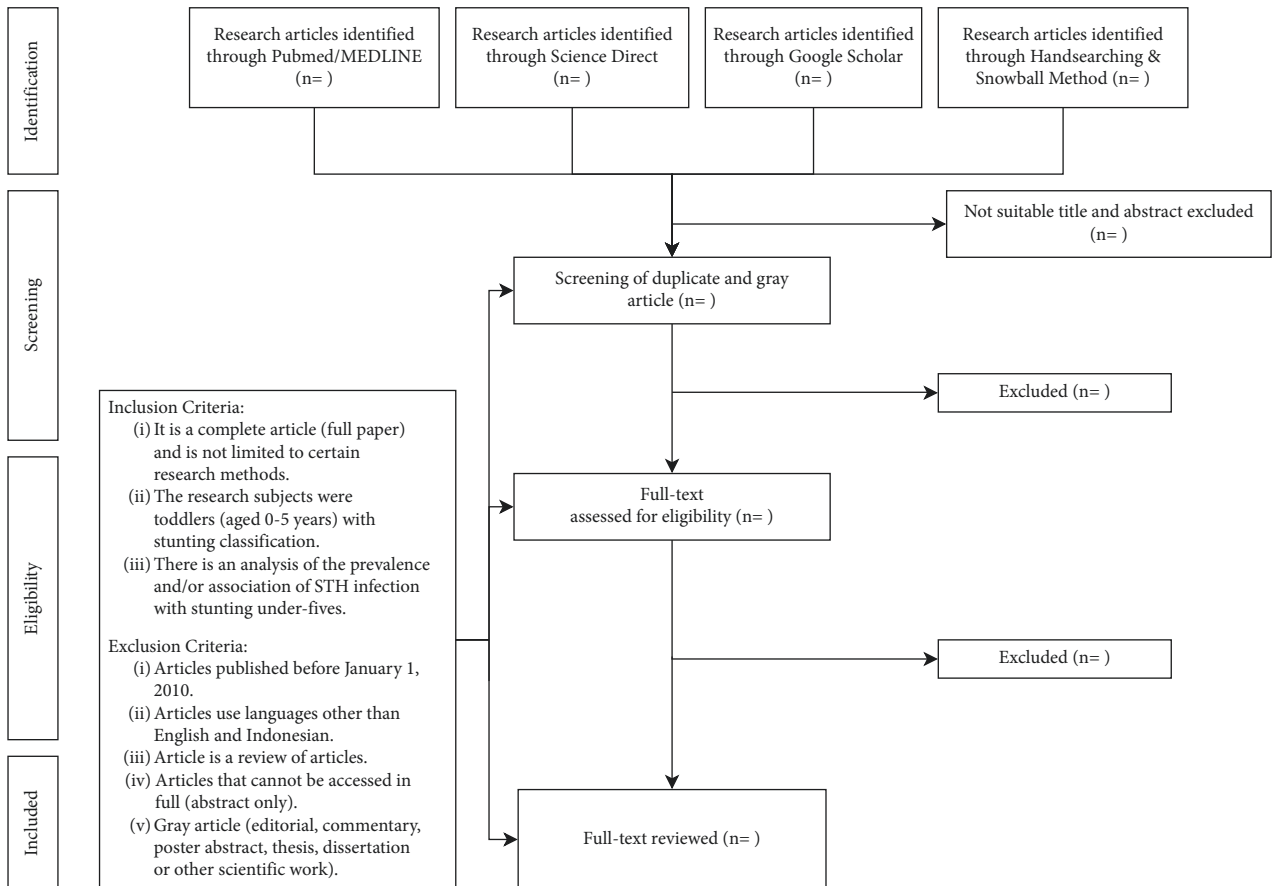 Identification
Research articles identified
through Pubmed/MEDLINE
(n= )
Research articles identified
through Science Direct
(n= )
Research articles identified
through Google Scholar
(n= )
Research articles identified
through Handsearching &
Snowball Method (n= )
Screening
Not suitable title and abstract excluded
(n= )
Screening of duplicate and gray
article (n= )
Excluded (n= )
Inclusion Criteria:
(i) It is a complete article (full paper)
and is not limited to certain
research methods.
(ii) The research subjects were
toddlers (aged 0-5 years) with
stunting classification.
(iii) There is an analysis of the prevalence
and/or association of STH infection
with stunting under-fives.
Exclusion Criteria:
(i) Articles published before January 1,
2010.
(ii) Articles use languages other than
English and Indonesian.
(iii) Article is a review of articles.
(iv) Articles that cannot be accessed in
full (abstract only).
(v) Gray article (editorial, commentary,
poster abstract, thesis, dissertation
or other scientific work).
Eligibility
Full-text
assessed for eligibility (n= )
Excluded (n= )
Included
Full-text reviewed (n= )